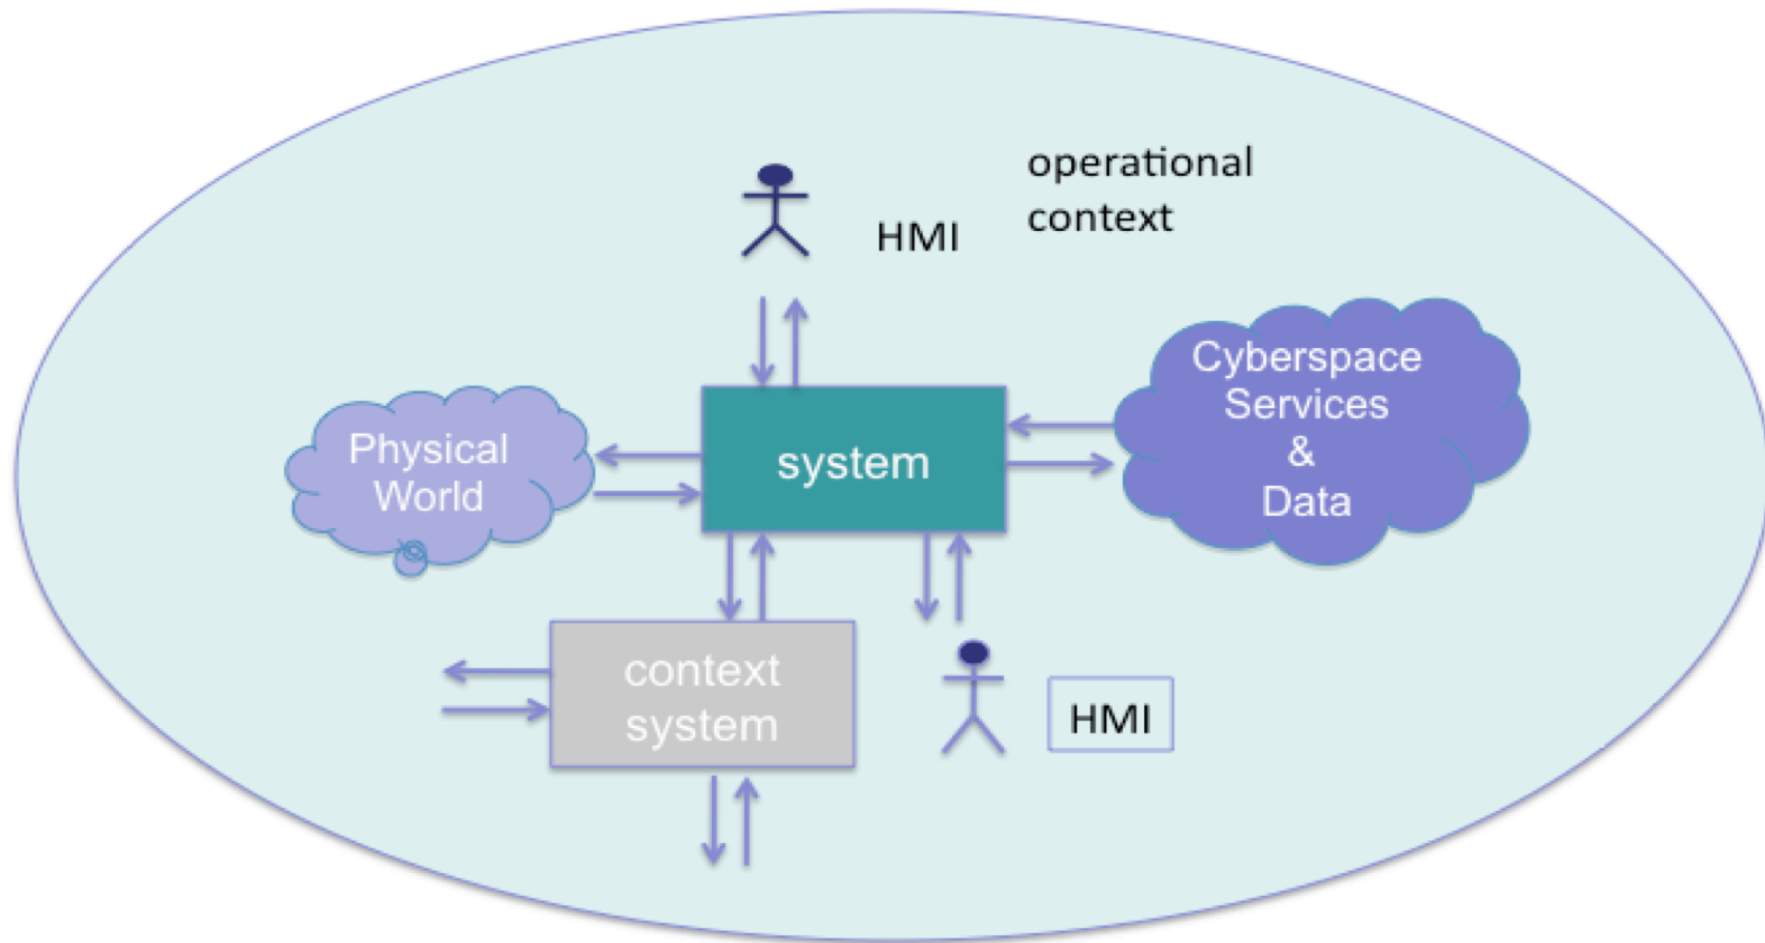 operational
context
HMI
Cyberspace
Services
&
Data
Physical
World
system
context
system
HMI